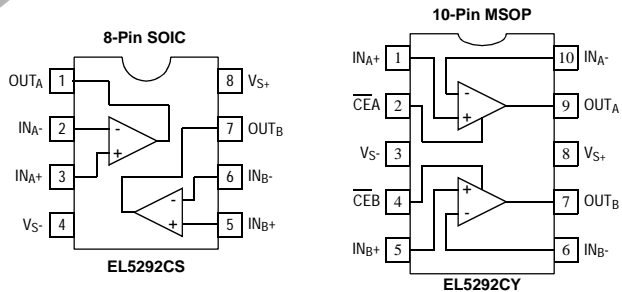 8-Pin SOIC
OUTA 1
8 VS+
INA- 2
-
7 OUTB
INA+ 3
+
6 INB-
-
VS- 4
+
5 INB+
EL5292CS
10-Pin MSOP
INA+ 1
10 INA-
CEA 2
-
+
9 OUTA
VS- 3
8 VS+
CEB 4
+
-
7 OUTB
INB+ 5
6 INB-
EL5292CY